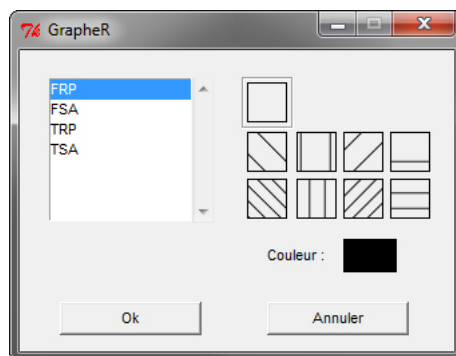 GrapheR
FRP
FSA
TRP
TSA
Couleur :
Ok
Annuler